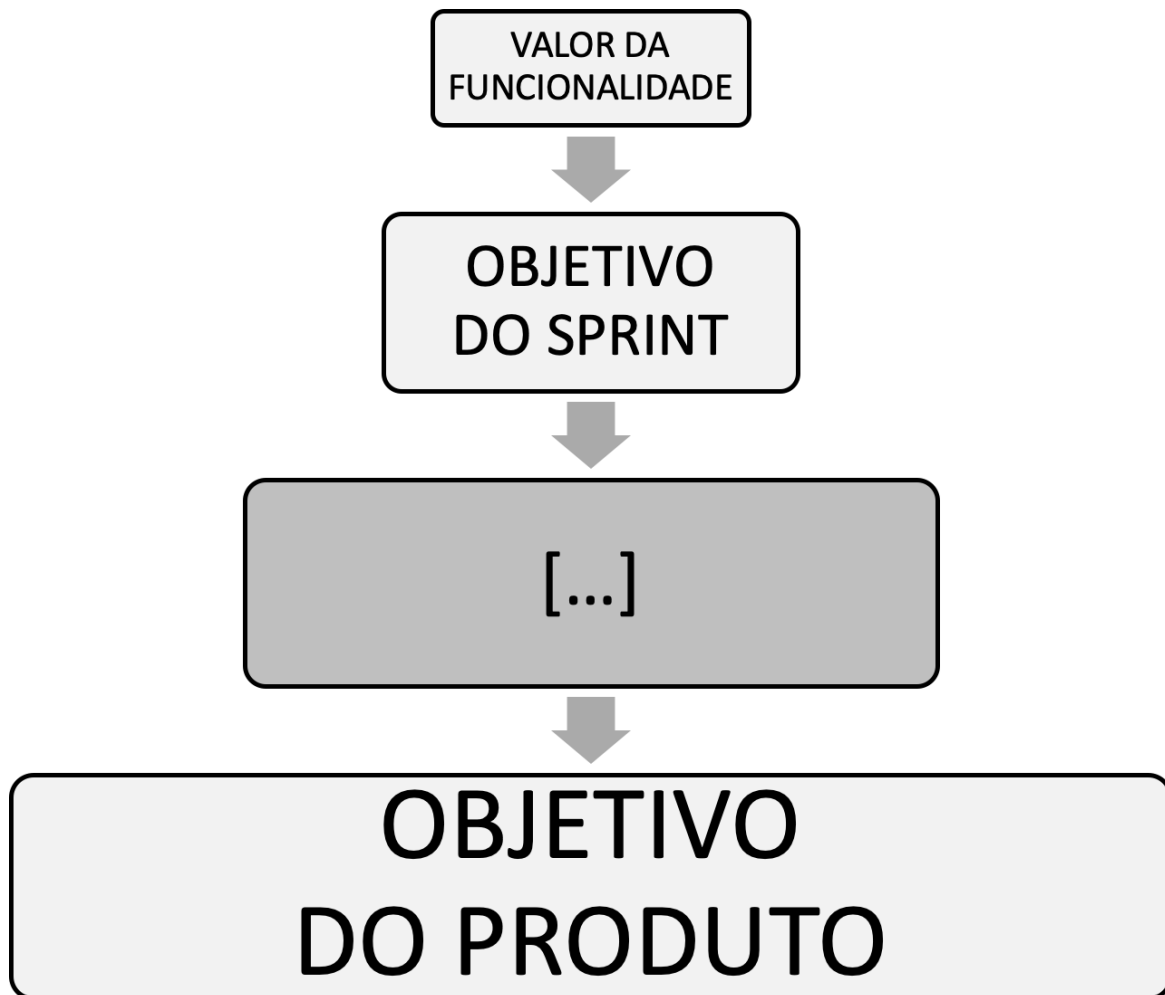 VALOR DA
FUNCIONALIDADE
OBJETIVO
DO SPRINT
[...]
OBJETIVO
DO PRODUTO